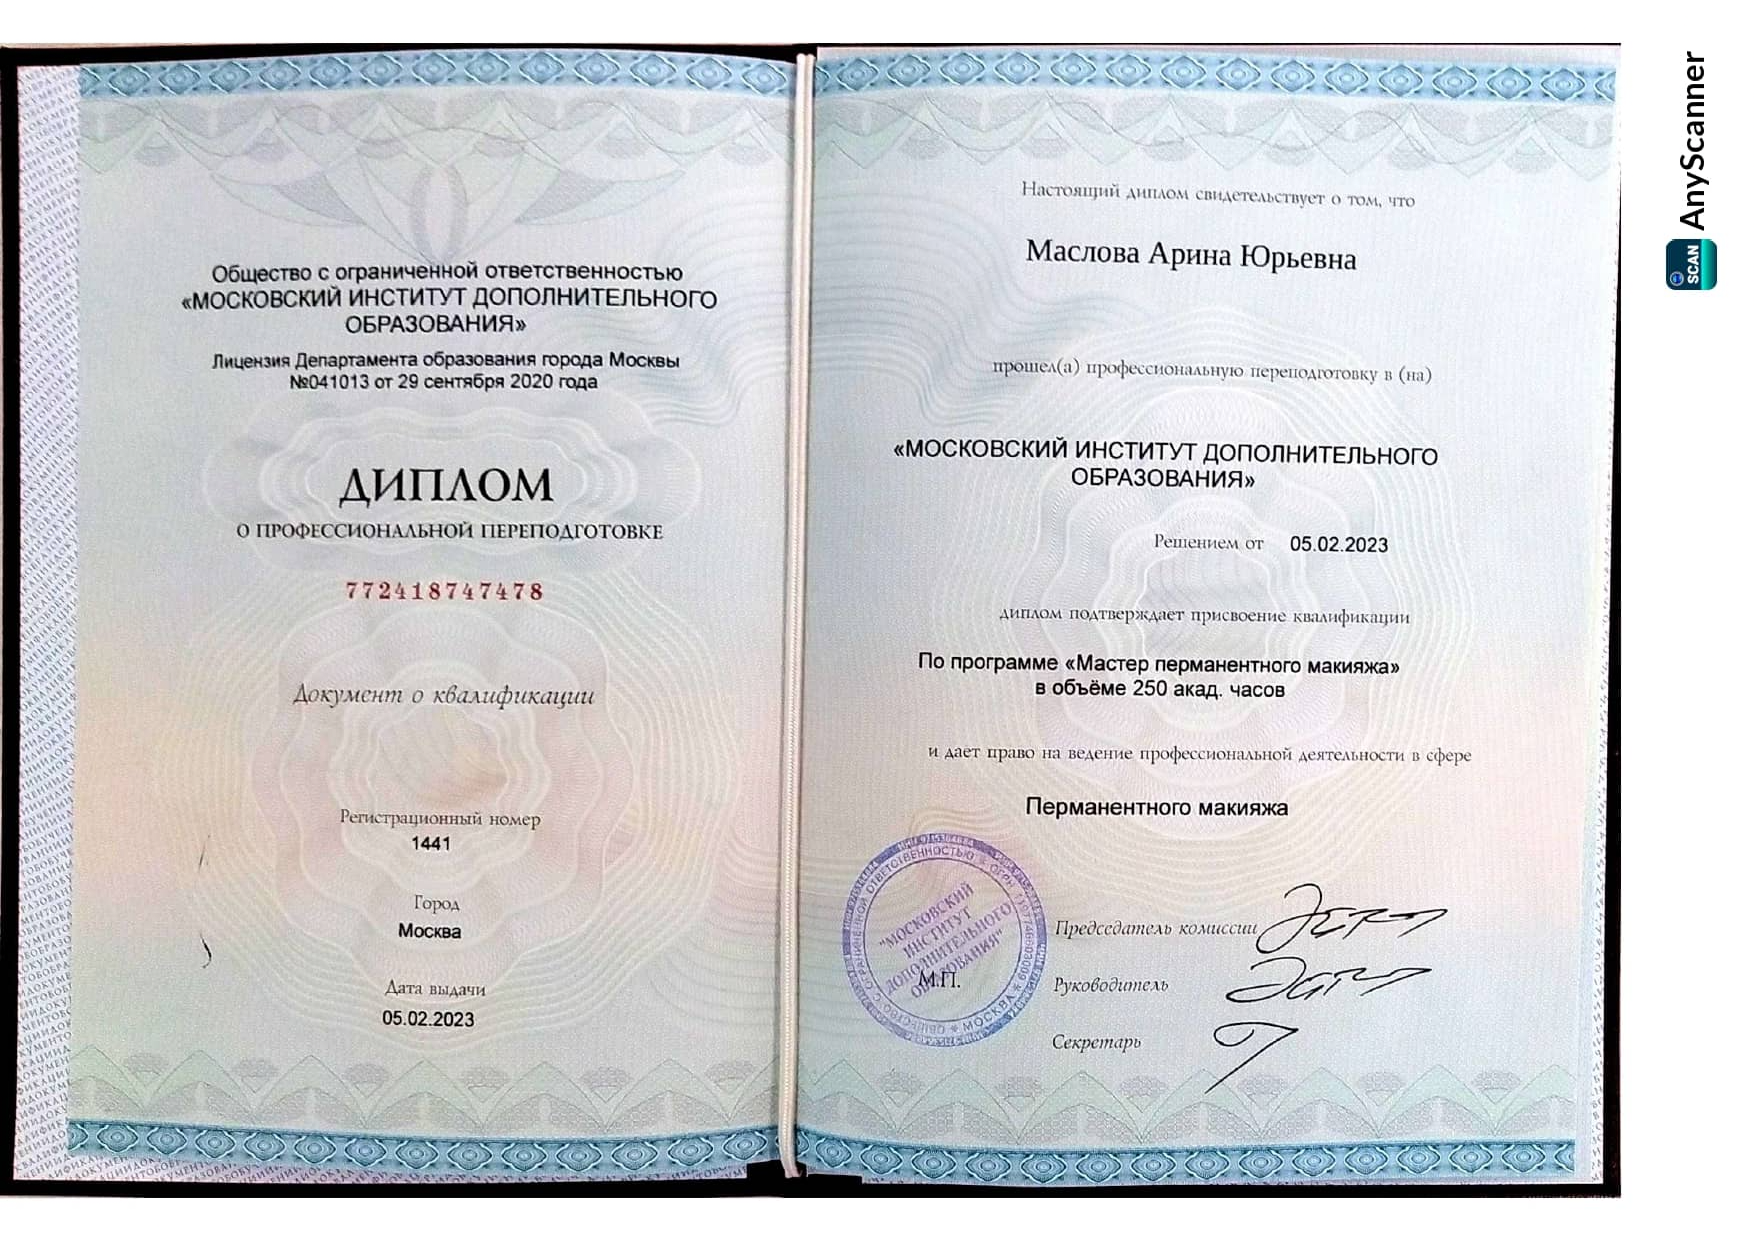 Общество с ограниченной ответственностью
«МОСКОВСКИЙ ИНСТИТУТ ДОПОЛНИТЕЛЬНОГО
ОБРАЗОВАНИЯ»
Лицензия Департамента образования города Москвы
№041013 от 29 сентября 2020 года
ДИПЛОМ
О ПРОФЕССИОНАЛЬНОЙ ПЕРЕПОДГОТОВКЕ
772418747478
Документ о квалификации
Регистрационный номер
1441
Город
Москва
Дата выдачи
05.02.2023
Настоящий диплом свидетельствует о том, что
Маслова Арина Юрьевна
прошел(а) профессиональную переподготовку в (на)
«МОСКОВСКИЙ ИНСТИТУТ ДОПОЛНИТЕЛЬНОГО
ОБРАЗОВАНИЯ»
Решением от 05.02.2023
диплом подтверждает присвоение квалификации
По программе «Мастер перманентного макияжа»
в объёме 250 акад. часов
и дает право на ведение профессиональной деятельности в сфере
Перманентного макияжа
Председатель комиссии
Руководитель
Секретарь
М.П.
"МОСКОВСКИЙ
ИНСТИТУТ
ДОПОЛНИТЕЛЬНОГО
ОБРАЗОВАНИЯ"
ОБЩЕСТВО С ОГРАНИЧЕННОЙ ОТВЕТСТВЕННОСТЬЮ
МОСКВА
SCAN AnyScanner